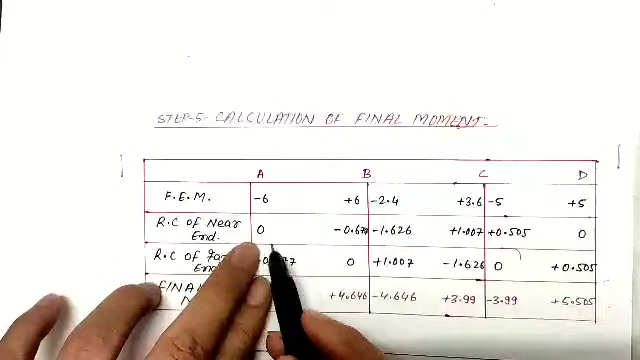 STEP-5- CALCULATION OF FINAL MOMENT-
A B C D
F.E.M. -6 +6 -2.4 +3.6 -5 +5
R.C of Near End. 0 -1.626 +1.007 +0.505 0
R.C of End 0 +1.007 -1.626 0 +0.505
FINAL +4.646 -4.646 +3.99 -3.99 +5.505